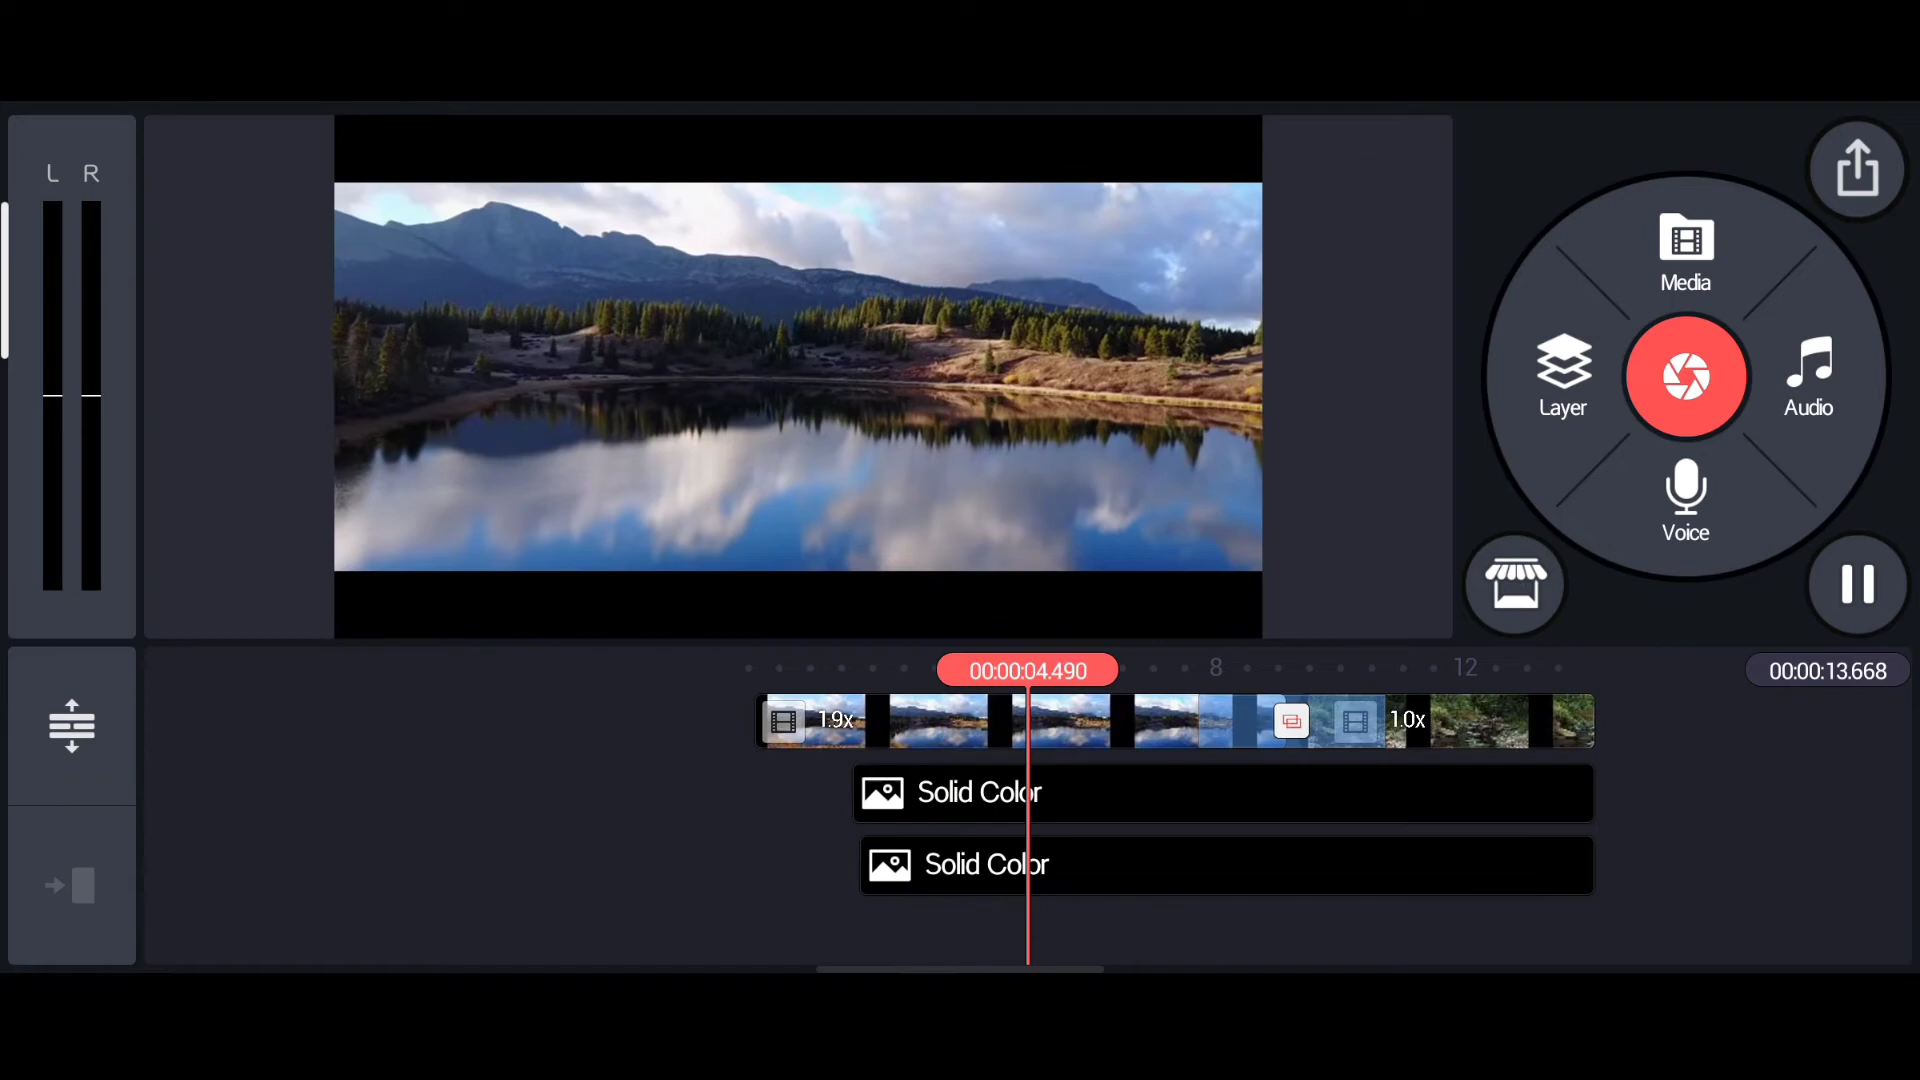 L R
Media
Layer
Audio
Voice
00:00:04.490
8
12
00:00:13.668
1.9x
1.0x
Solid Color
Solid Color